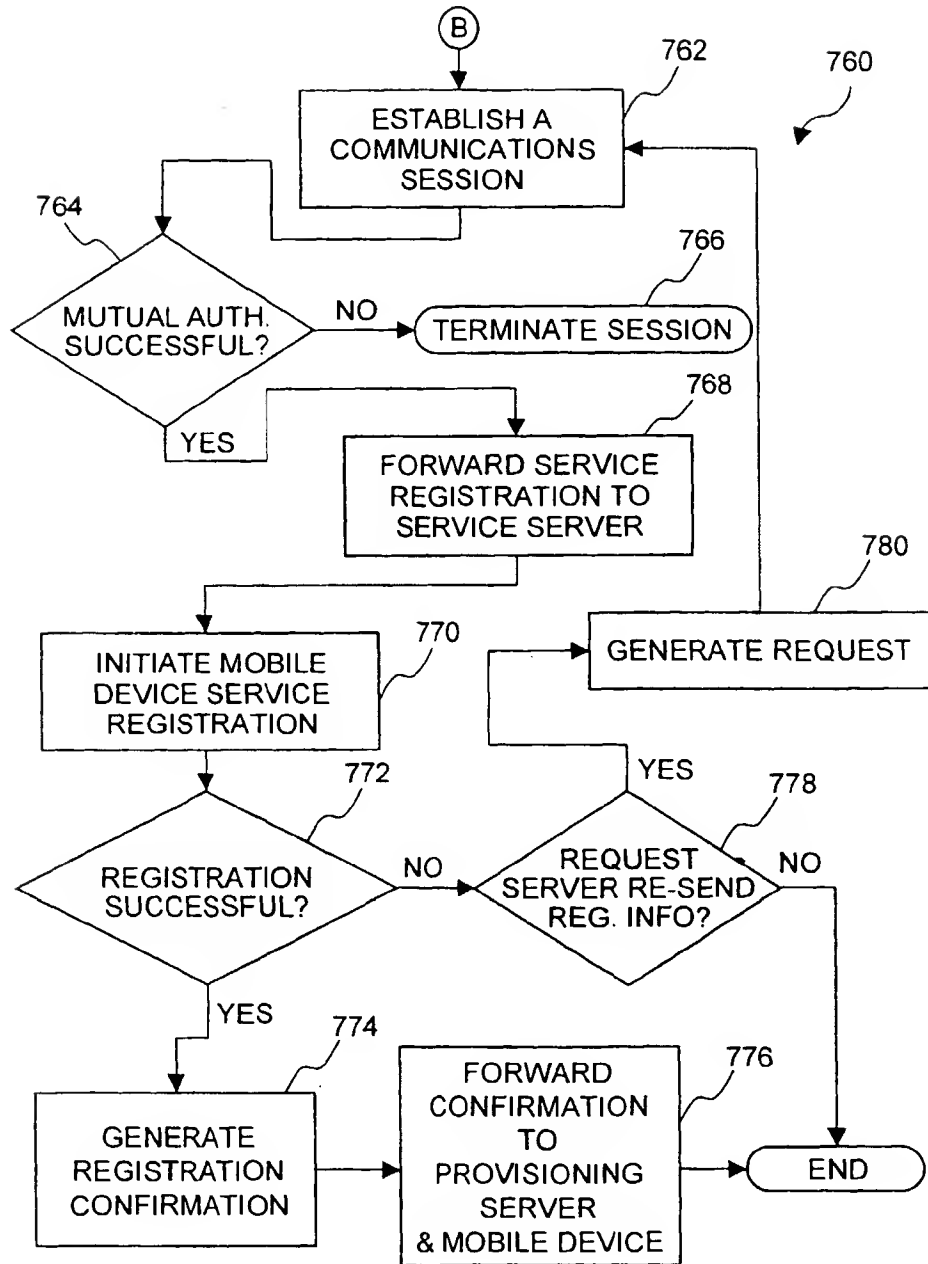 B
762
760
ESTABLISH A
COMMUNICATIONS
SESSION
764
MUTUAL AUTH.
SUCCESSFUL?
NO
766
TERMINATE SESSION
YES
768
FORWARD SERVICE
REGISTRATION TO
SERVICE SERVER
780
GENERATE REQUEST
770
INITIATE MOBILE
DEVICE SERVICE
REGISTRATION
772
REGISTRATION
SUCCESSFUL?
NO
YES
778
REQUEST
SERVER RE-SEND
REG. INFO?
NO
YES
774
GENERATE
REGISTRATION
CONFIRMATION
776
FORWARD
CONFIRMATION
TO
PROVISIONING
SERVER
& MOBILE DEVICE
END